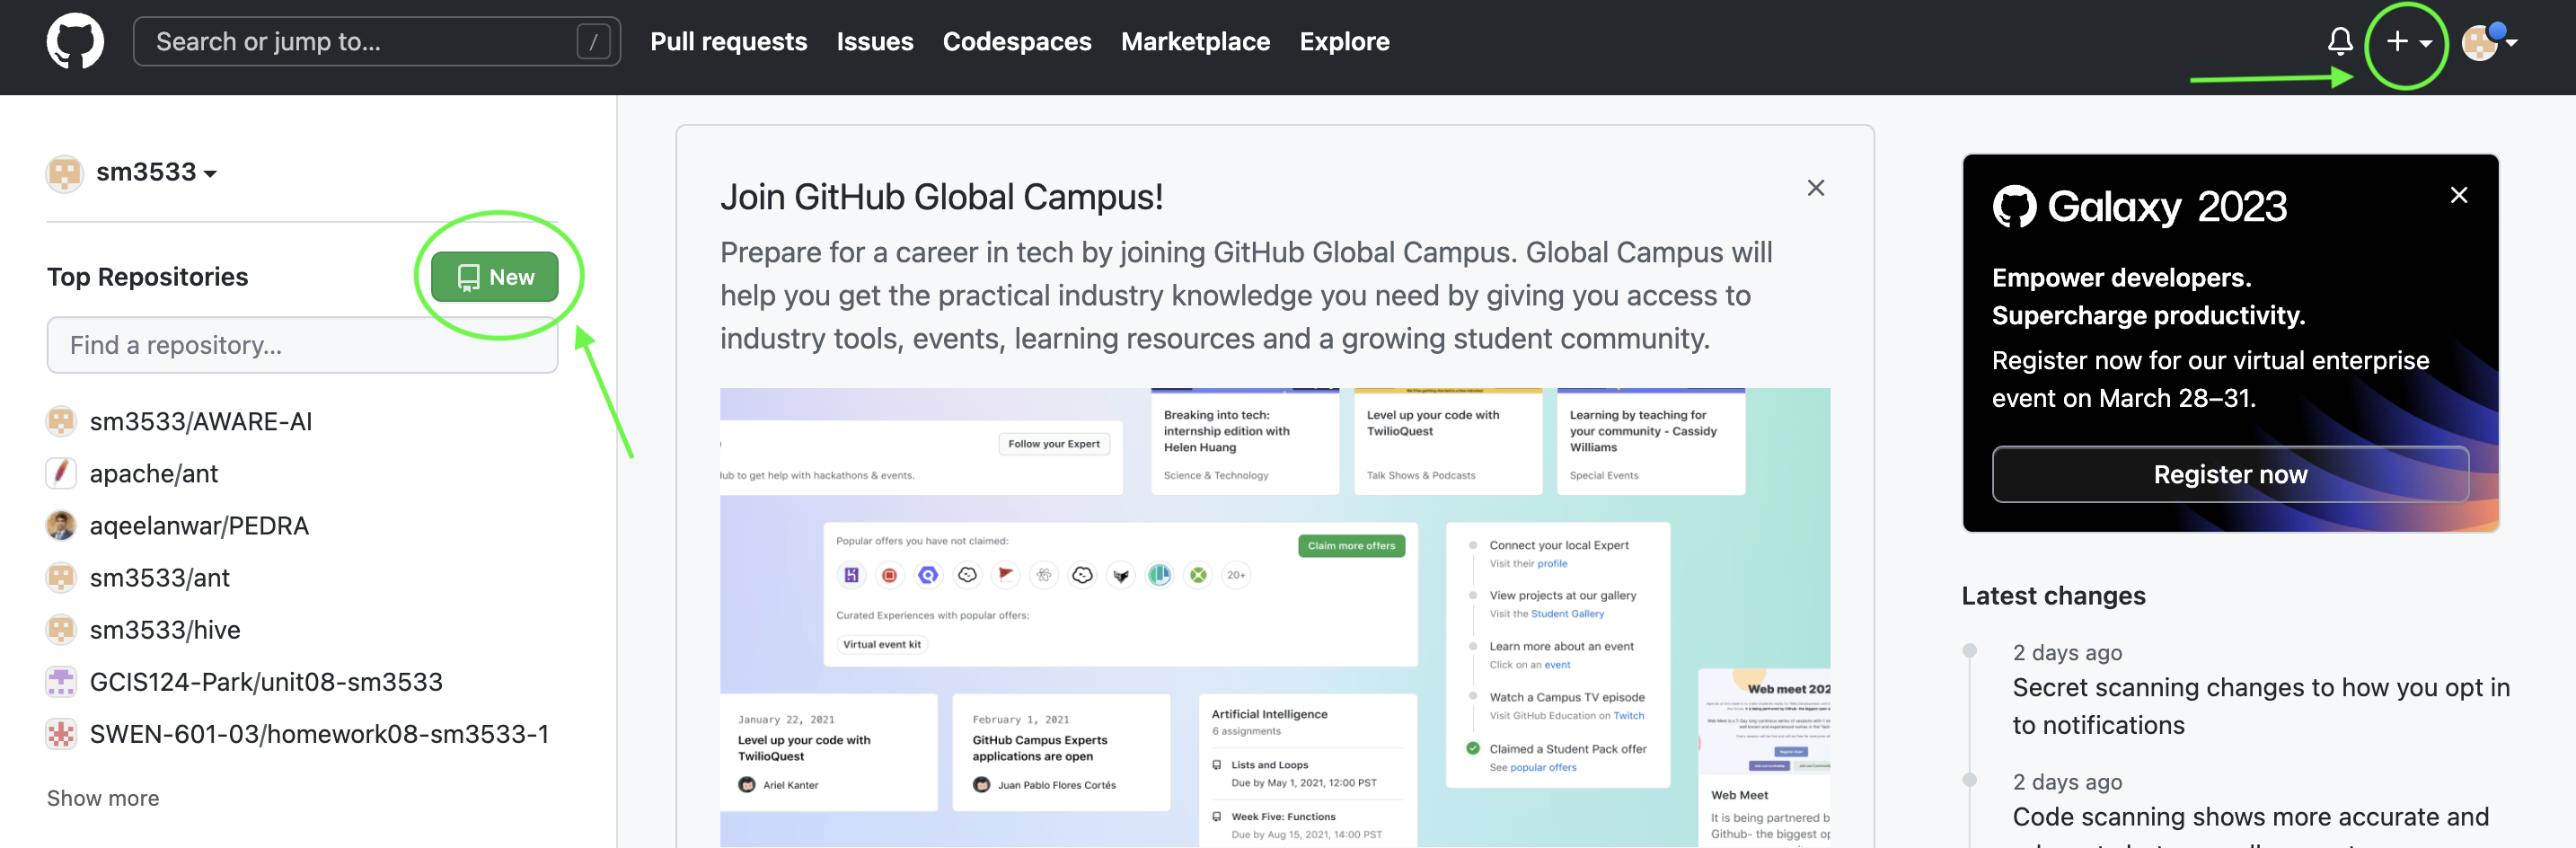 Search or jump to... /
Pull requests Issues Codespaces Marketplace Explore
sm3533
Top Repositories
New
Find a repository...
sm3533/AWARE-AI
apache/ant
aqeelanwar/PEDRA
sm3533/ant
sm3533/hive
GCIS124-Park/unit08-sm3533
SWEN-601-03/homework08-sm3533-1
Show more
Join GitHub Global Campus!
Prepare for a career in tech by joining GitHub Global Campus. Global Campus will
help you get the practical industry knowledge you need by giving you access to
industry tools, events, learning resources and a growing student community.
Follow your Expert
to get help with hackathons & events.
Breaking into tech:
internship edition with
Helen Huang
Science & Technology
Level up your code with
TwilioQuest
Talk Shows & Podcasts
Learning by teaching for
your community - Cassidy
Williams
Special Events
Popular offers you have not claimed:
Claim more offers
20+
Curated Experiences with popular offers:
Virtual event kit
Connect your local Expert
Visit their profile
View projects at our gallery
Visit the Student Gallery
Learn more about an event
Click on an event
Watch a Campus TV episode
Visit GitHub Education on Twitch
Claimed a Student Pack offer
See popular offers
January 22, 2021
Level up your code with
TwilioQuest
Ariel Kanter
February 1, 2021
GitHub Campus Experts
applications are open
Juan Pablo Flores Cortés
Artificial Intelligence
6 assignments
Lists and Loops
Due by May 1, 2021, 12:00 PST
Week Five: Functions
Due by Aug 15, 2021, 14:00 PST
Web meet 202
Web Meet
It is being partnered b
Github- the biggest op
Galaxy 2023
Empower developers.
Supercharge productivity.
Register now for our virtual enterprise
event on March 28–31.
Register now
Latest changes
2 days ago
Secret scanning changes to how you opt in
to notifications
2 days ago
Code scanning shows more accurate and